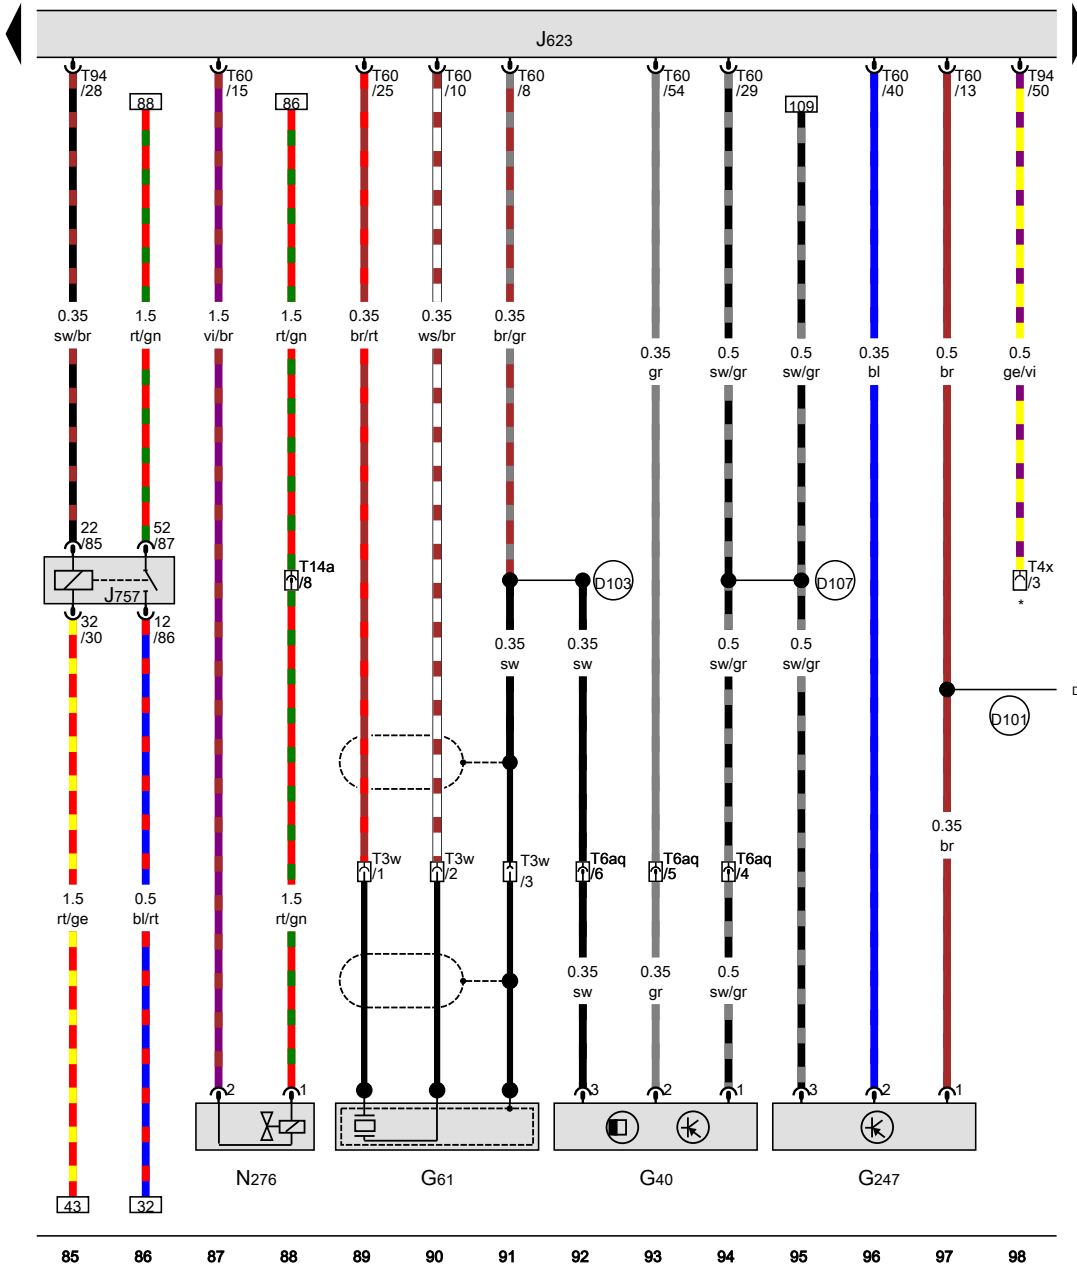 J623
T94 T60 T60 T60 T60 T60 T60 T60 T60 T94
/28 /15 /25 /10 /8 /54 /29 /40 /13 /50
88 86 109
0.35 1.5 1.5 1.5 0.35 0.35 0.35
sw/br rt/gn vi/br rt/gn br/rt ws/br br/gr
0.35 0.5 0.5 0.35 0.5 0.5
gr sw/gr sw/gr bl br ge/vi
22 52
/85 /87
T14a T4x
/8 /3
D103 D107
J757 *
32 12
/30 /86
0.35 0.35 0.5 0.5
sw sw sw/gr sw/gr
D
D101
0.35
br
T3w T3w T3w T6aq T6aq T6aq
/1 /2 /3 /6 /5 /4
1.5 0.5 1.5
rt/ge bl/rt rt/gn
0.35 0.35 0.5
sw gr sw/gr
2 1 3 2 1 3 2 1
N276 G61 G40 G247
43 32
85 86 87 88 89 90 91 92 93 94 95 96 97 98